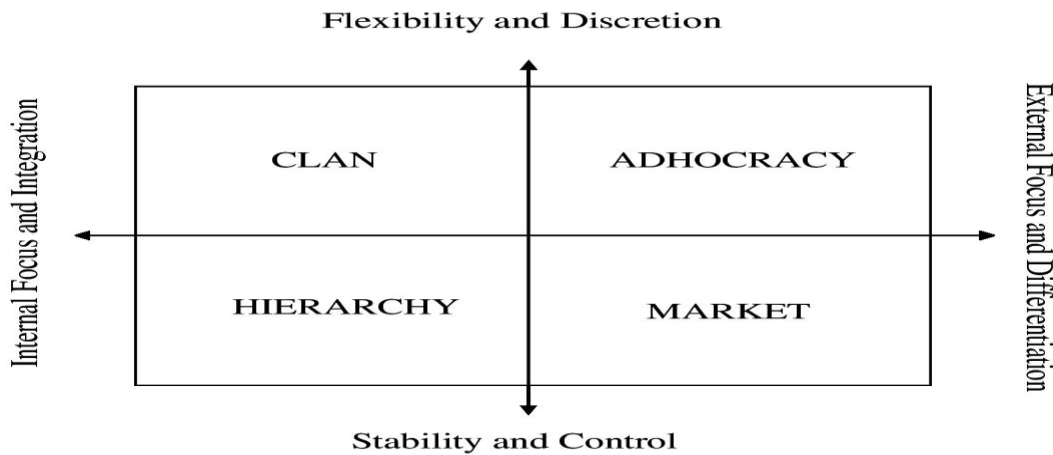 Flexibility and Discretion
Internal Focus and Integration
External Focus and Differentiation
CLAN
ADHOCRACY
HIERARCHY
MARKET
Stability and Control